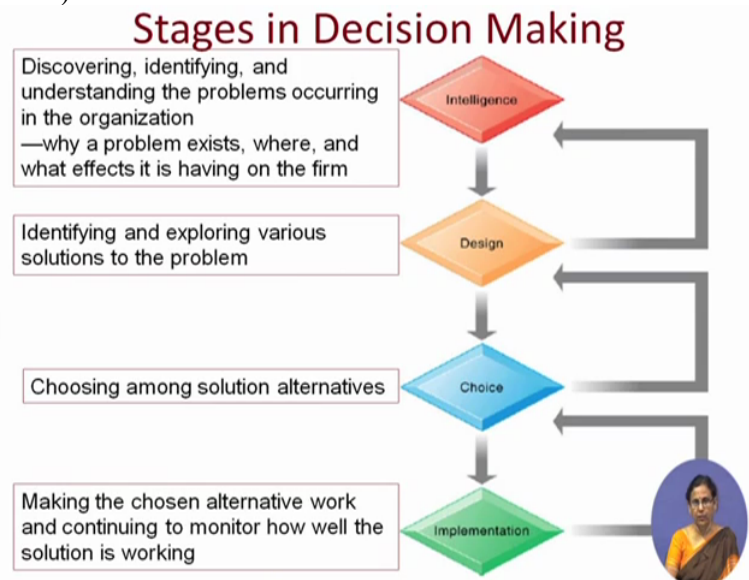 Stages in Decision Making
Discovering, identifying, and
understanding the problems occurring
in the organization
—why a problem exists, where, and
what effects it is having on the firm
Intelligence
Identifying and exploring various
solutions to the problem
Design
Choosing among solution alternatives
Choice
Making the chosen alternative work
and continuing to monitor how well the
solution is working
Implementation